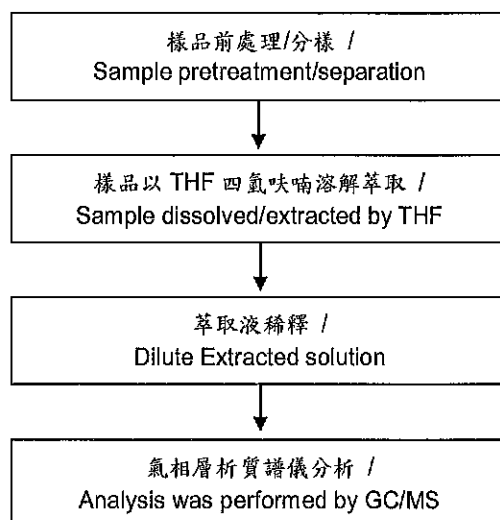 樣品前處理/分樣 /
Sample pretreatment/separation
樣品以 THF 四氫呋喃溶解萃取 /
Sample dissolved/extracted by THF
萃取液稀釋 /
Dilute Extracted solution
氣相層析質譜儀分析 /
Analysis was performed by GC/MS